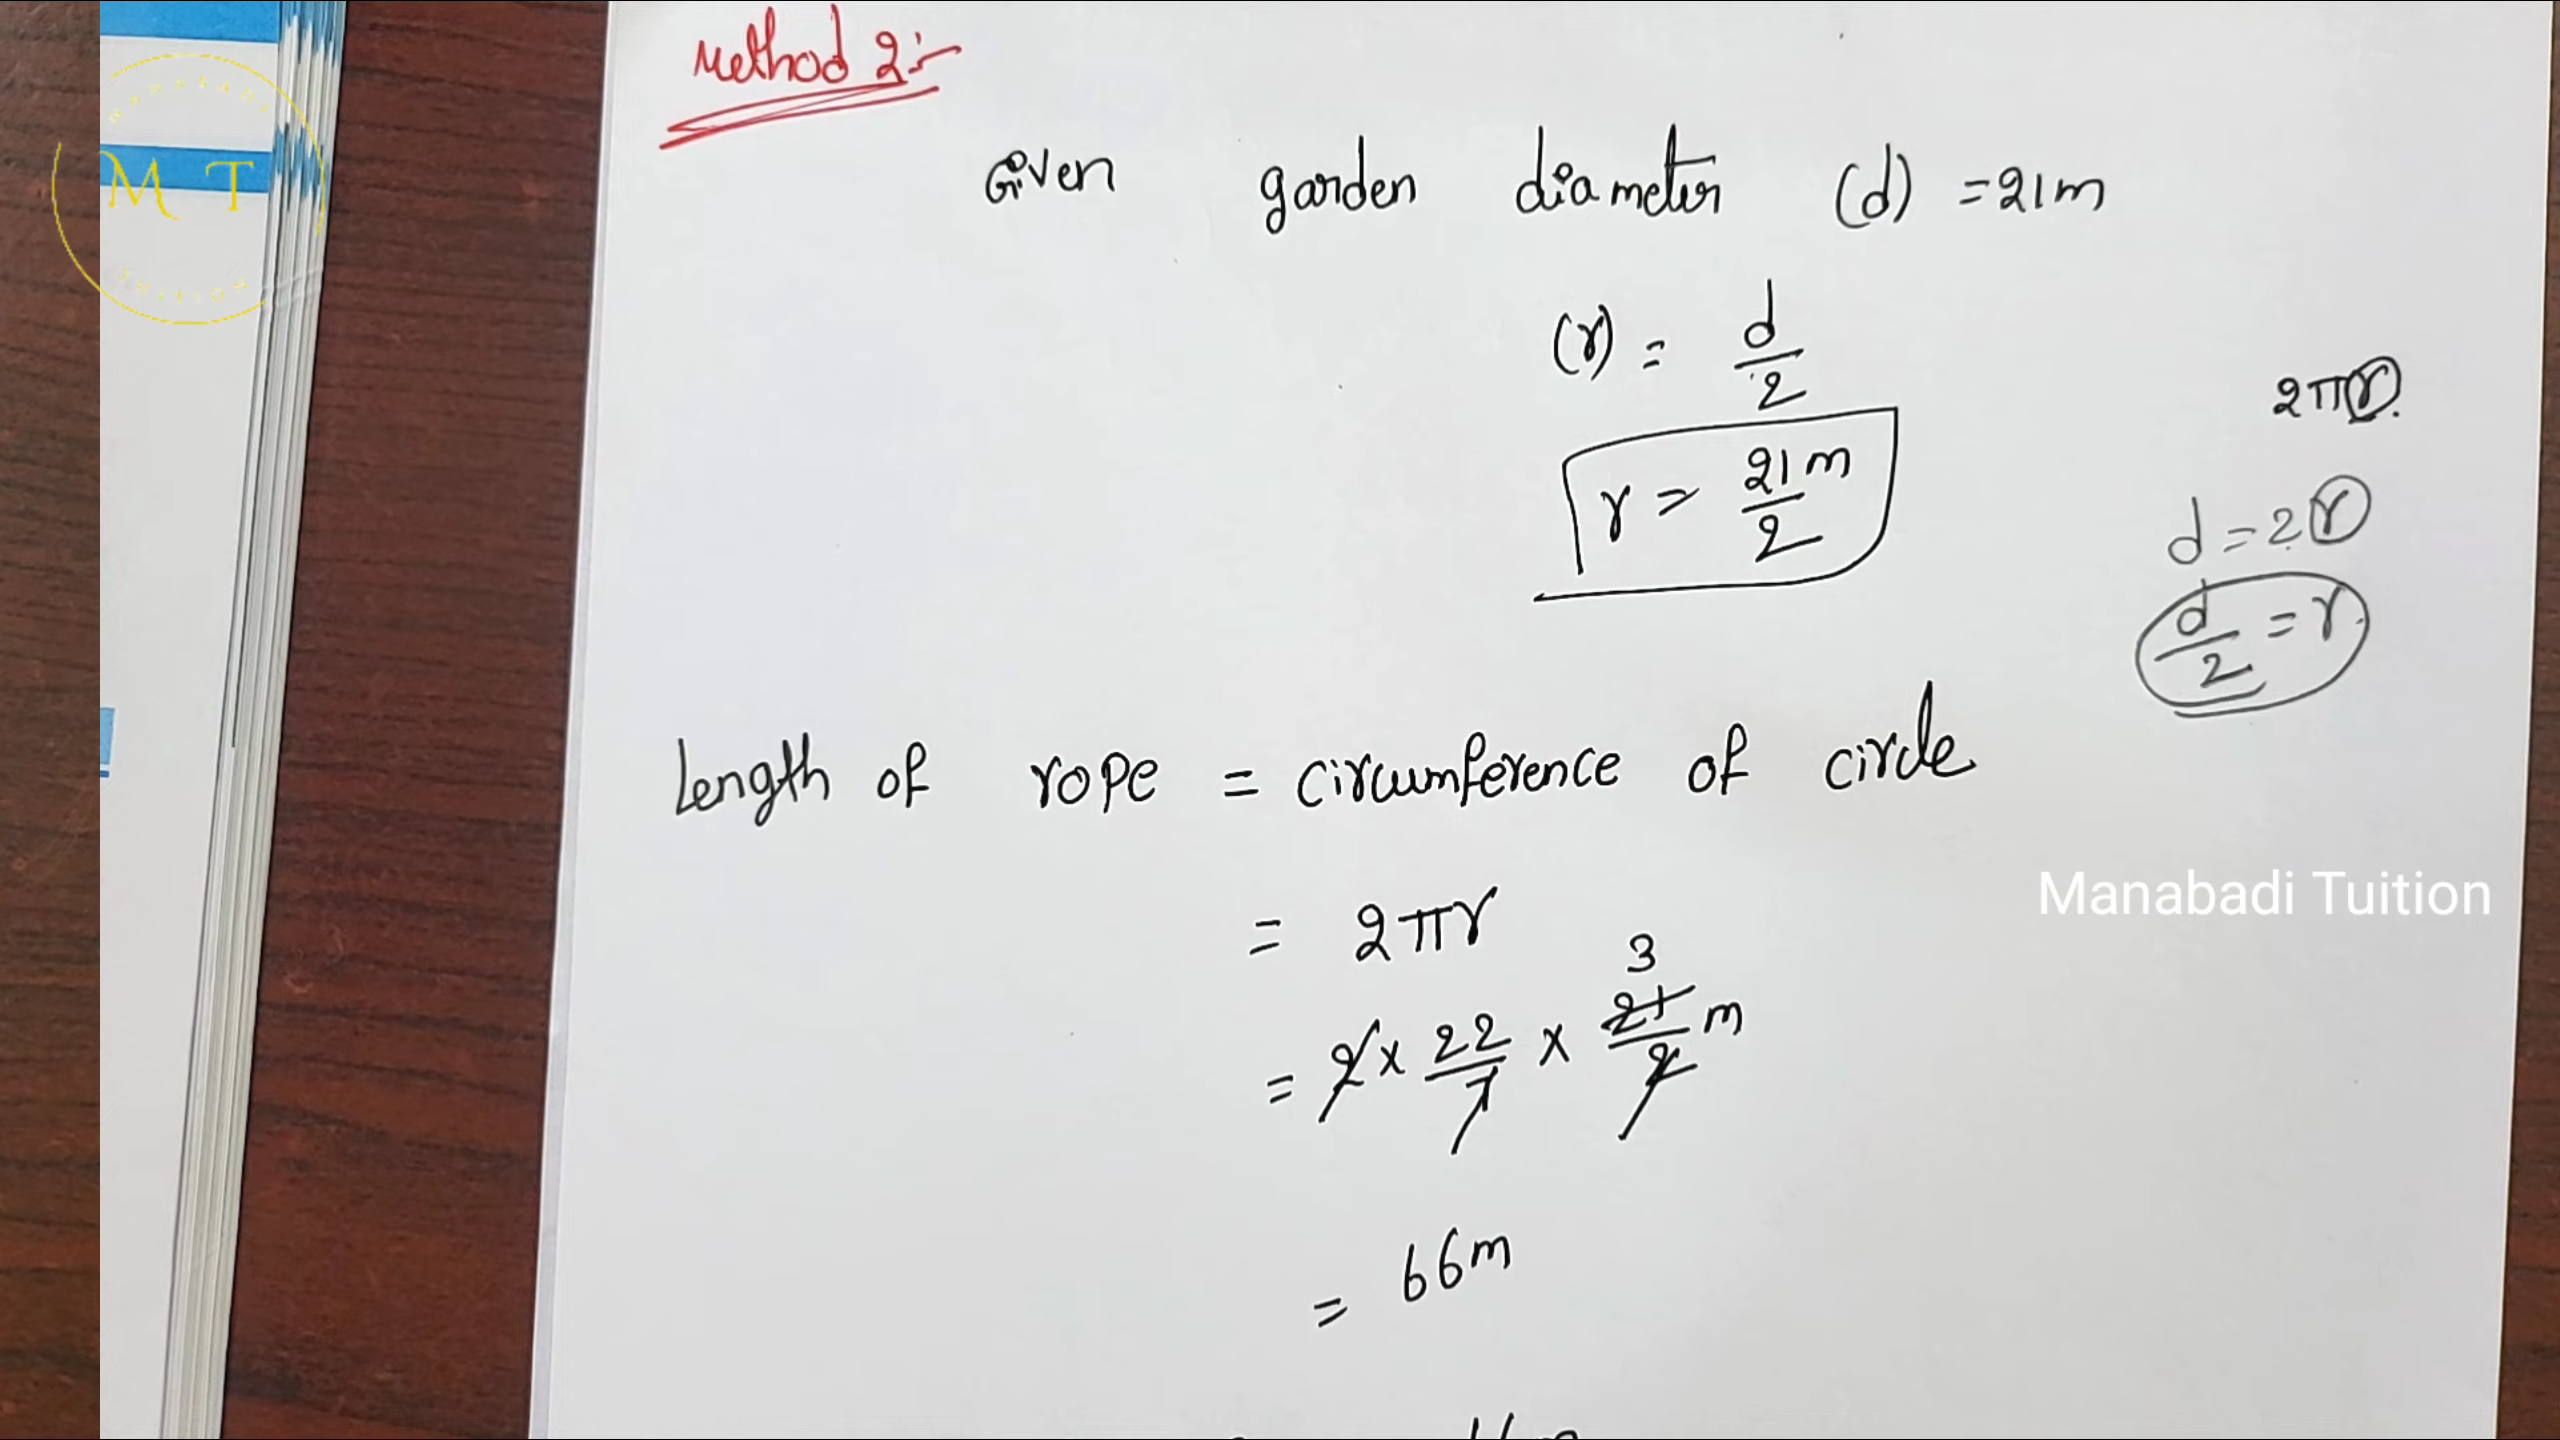 Method 2:-
M T
Given garden diameter (d) = 21m
(r) = d/2
2πr.
r = 21m/2
d = 2r
d/2 = r.
Length of rope = circumference of circle
Manabadi Tuition
= 2πr
3
= 2 x 22/7 x 21/2 m
= 66m